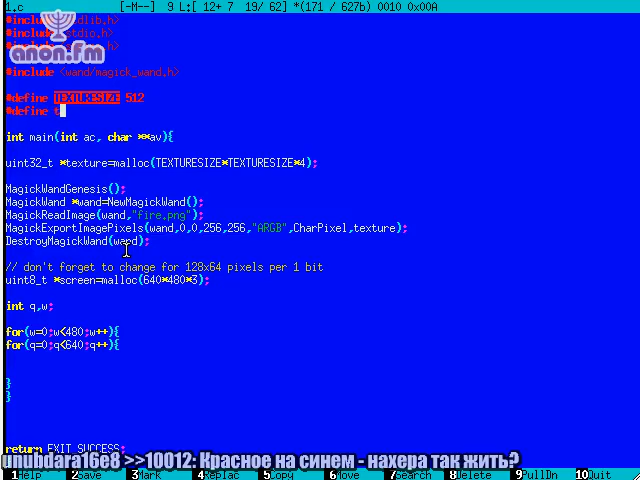 1.c [-M--] 9 L:[ 12+ 7 19/ 62] *(171 / 627b) 0010 0x00A
#include <stdlib.h>
#include <stdio.h>
anon.fm
#include <wand/magick_wand.h>
#define TEXTURESIZE 512
#define t
int main(int ac, char **av){
uint32_t *texture=malloc(TEXTURESIZE*TEXTURESIZE*4);
MagickWandGenesis();
MagickWand *wand=NewMagickWand();
MagickReadImage(wand,"fire.png");
MagickExportImagePixels(wand,0,0,256,256,"ARGB",CharPixel,texture);
DestroyMagickWand(wand);
// don't forget to change for 128x64 pixels per 1 bit
uint8_t *screen=malloc(640*480*3);
int q,w;
for(w=0;w<480;w++){
for(q=0;q<640;q++){
}
}
return EXIT_SUCCESS;
unubdara16e8 >>10012: Красное на синем - нахера так жить?
1Help 2Save 3Mark 4Replac 5Copy 6Move 7Search 8Delete 9PullDn 10Quit